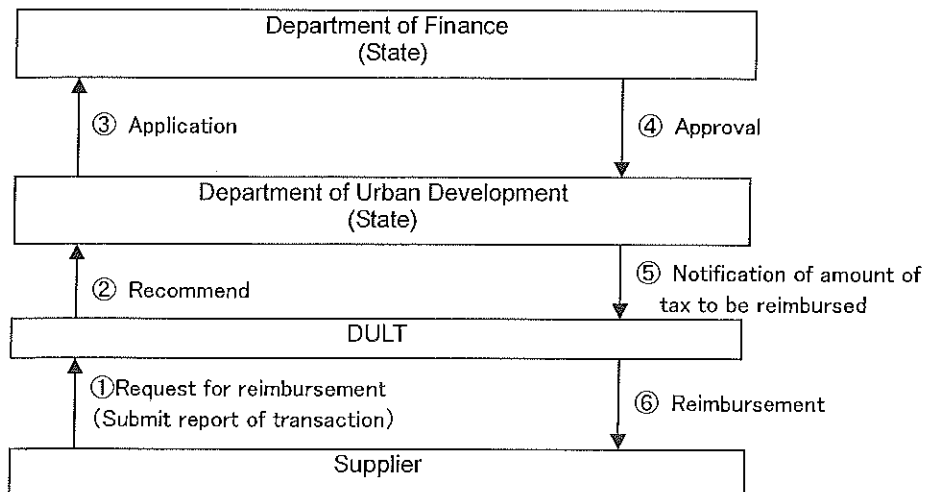 Department of Finance
(State)
③ Application
④ Approval
Department of Urban Development
(State)
② Recommend
⑤ Notification of amount of
tax to be reimbursed
DULT
①Request for reimbursement
(Submit report of transaction)
⑥ Reimbursement
Supplier